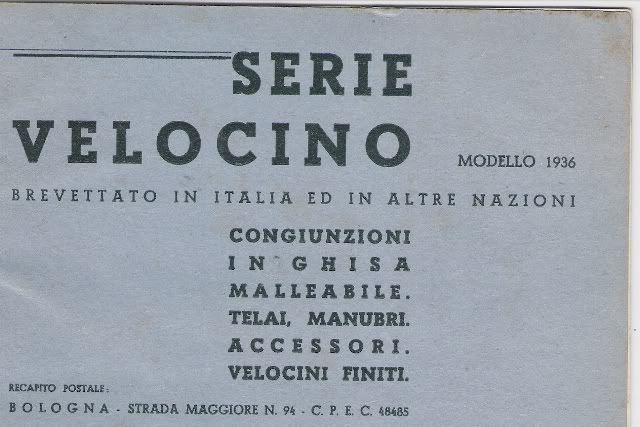 SERIE
VELOCINO MODELLO 1936
BREVETTATO IN ITALIA ED IN ALTRE NAZIONI
CONGIUNZIONI
IN GHISA
MALLEABILE.
TELAI, MANUBRI.
ACCESSORI.
VELOCINI FINITI.
RECAPITO POSTALE:
BOLOGNA - STRADA MAGGIORE N. 94 - C. P. E. C. 48485